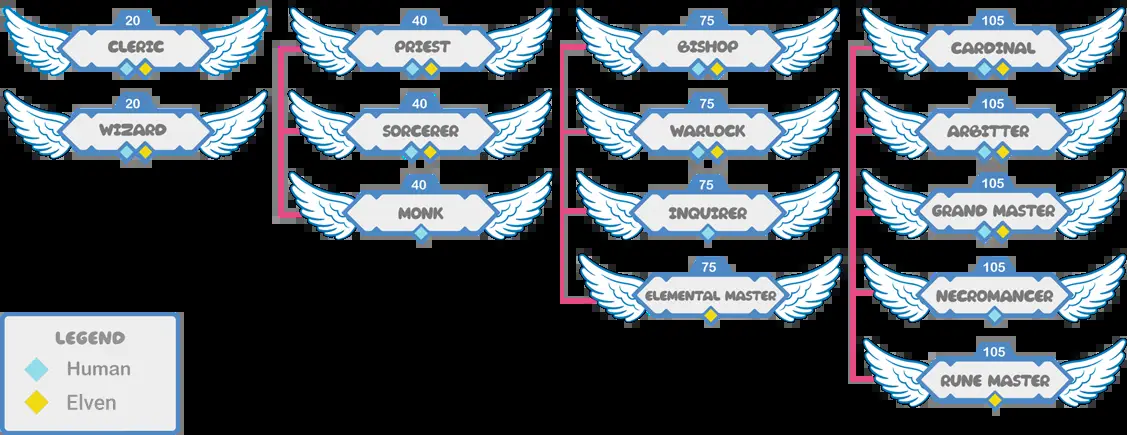 20
CLERIC
20
WIZARD
40
PRIEST
40
SORCERER
40
MONK
75
BISHOP
75
WARLOCK
75
INQUIRER
75
ELEMENTAL MASTER
105
CARDINAL
105
ARBITTER
105
GRAND MASTER
105
NECROMANCER
105
RUNE MASTER
LEGEND
Human
Elven